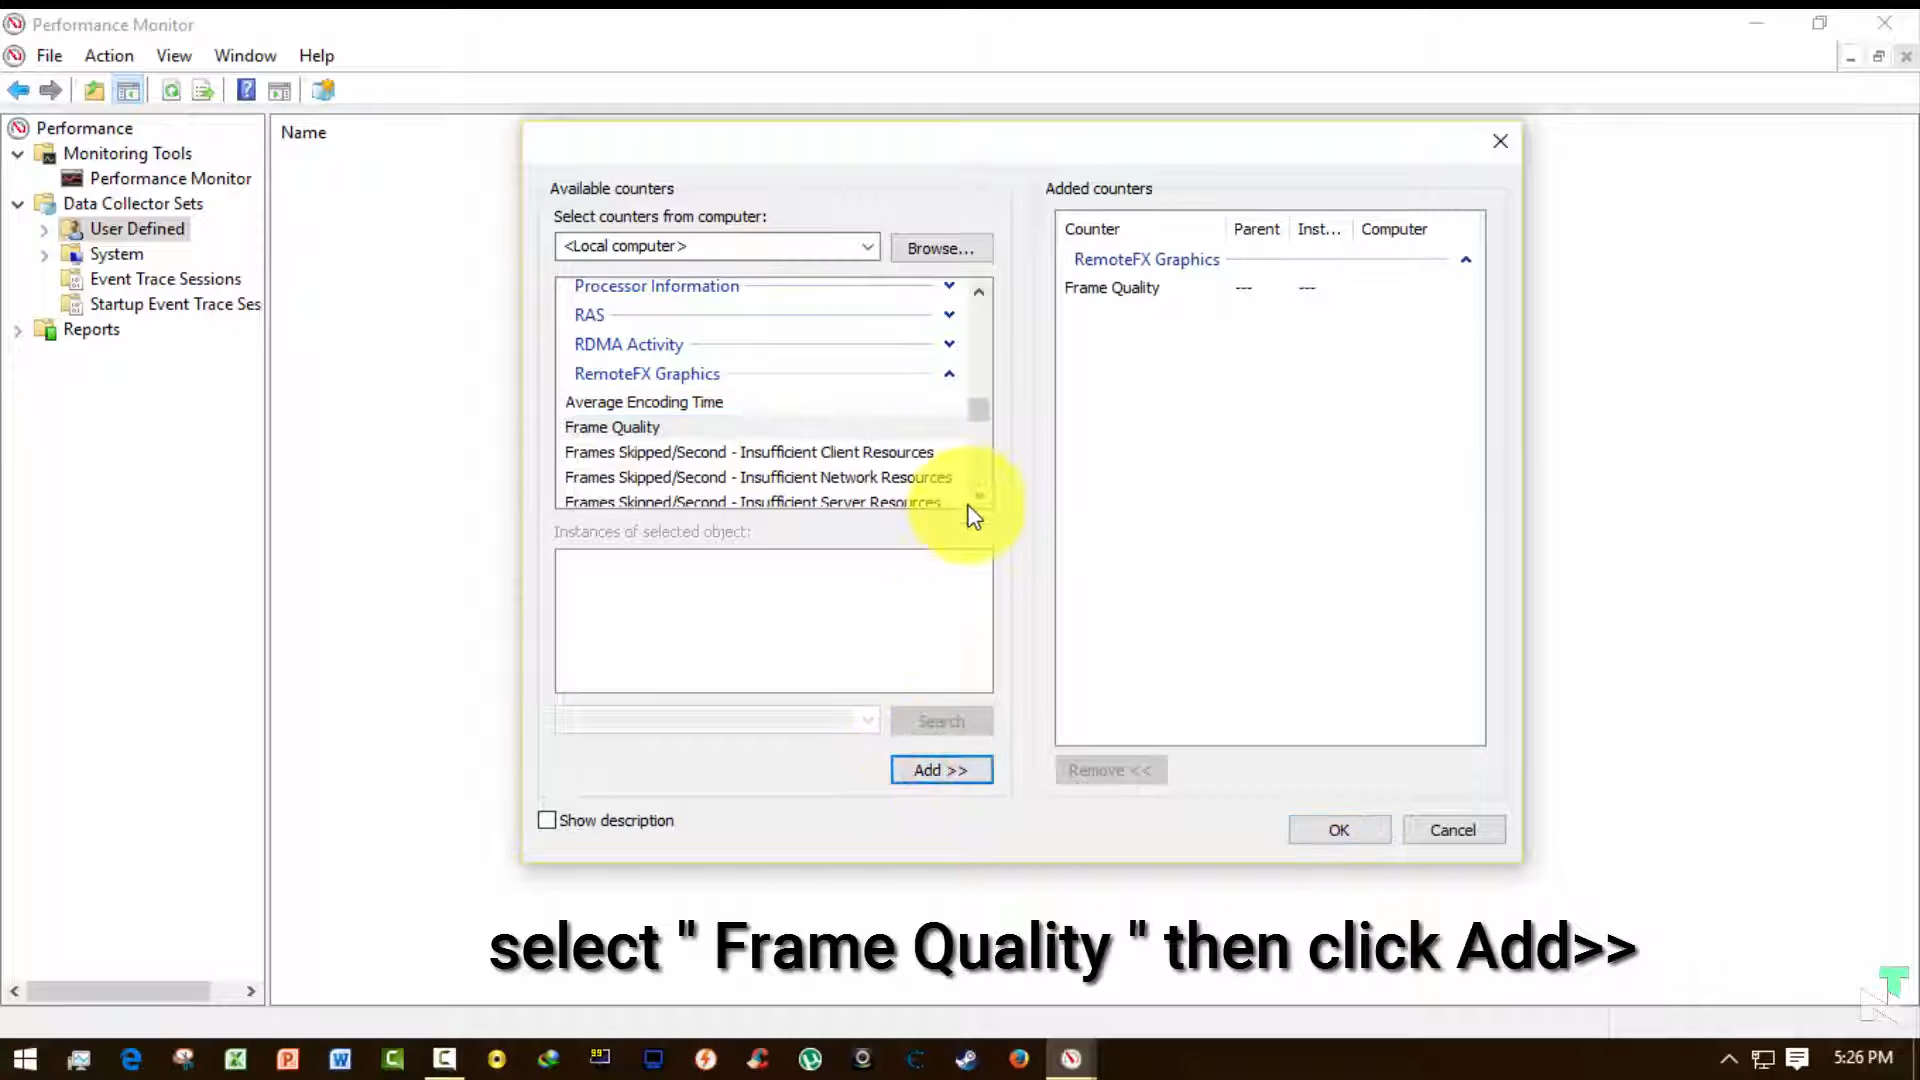 Performance Monitor
File Action View Window Help
Performance
Monitoring Tools
Performance Monitor
Data Collector Sets
User Defined
System
Event Trace Sessions
Startup Event Trace Ses
Reports
Name
Available counters
Select counters from computer:
<Local computer>
Browse...
Processor Information
RAS
RDMA Activity
RemoteFX Graphics
Average Encoding Time
Frame Quality
Frames Skipped/Second - Insufficient Client Resources
Frames Skipped/Second - Insufficient Network Resources
Frames Skipped/Second - Insufficient Server Resources
Instances of selected object:
Search
Add >>
Show description
Added counters
Counter Parent Inst... Computer
RemoteFX Graphics
Frame Quality --- ---
Remove <<
OK Cancel
select " Frame Quality " then click Add>>
5:26 PM